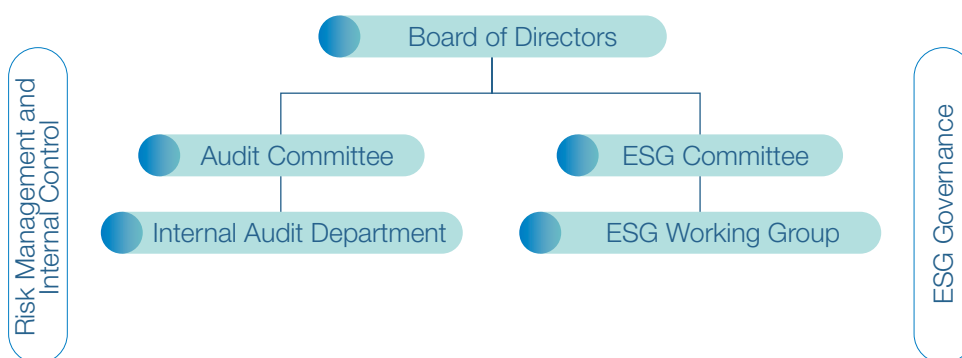 Board of Directors
Risk Management and
Internal Control
Audit Committee
ESG Committee
Internal Audit Department
ESG Working Group
ESG Governance